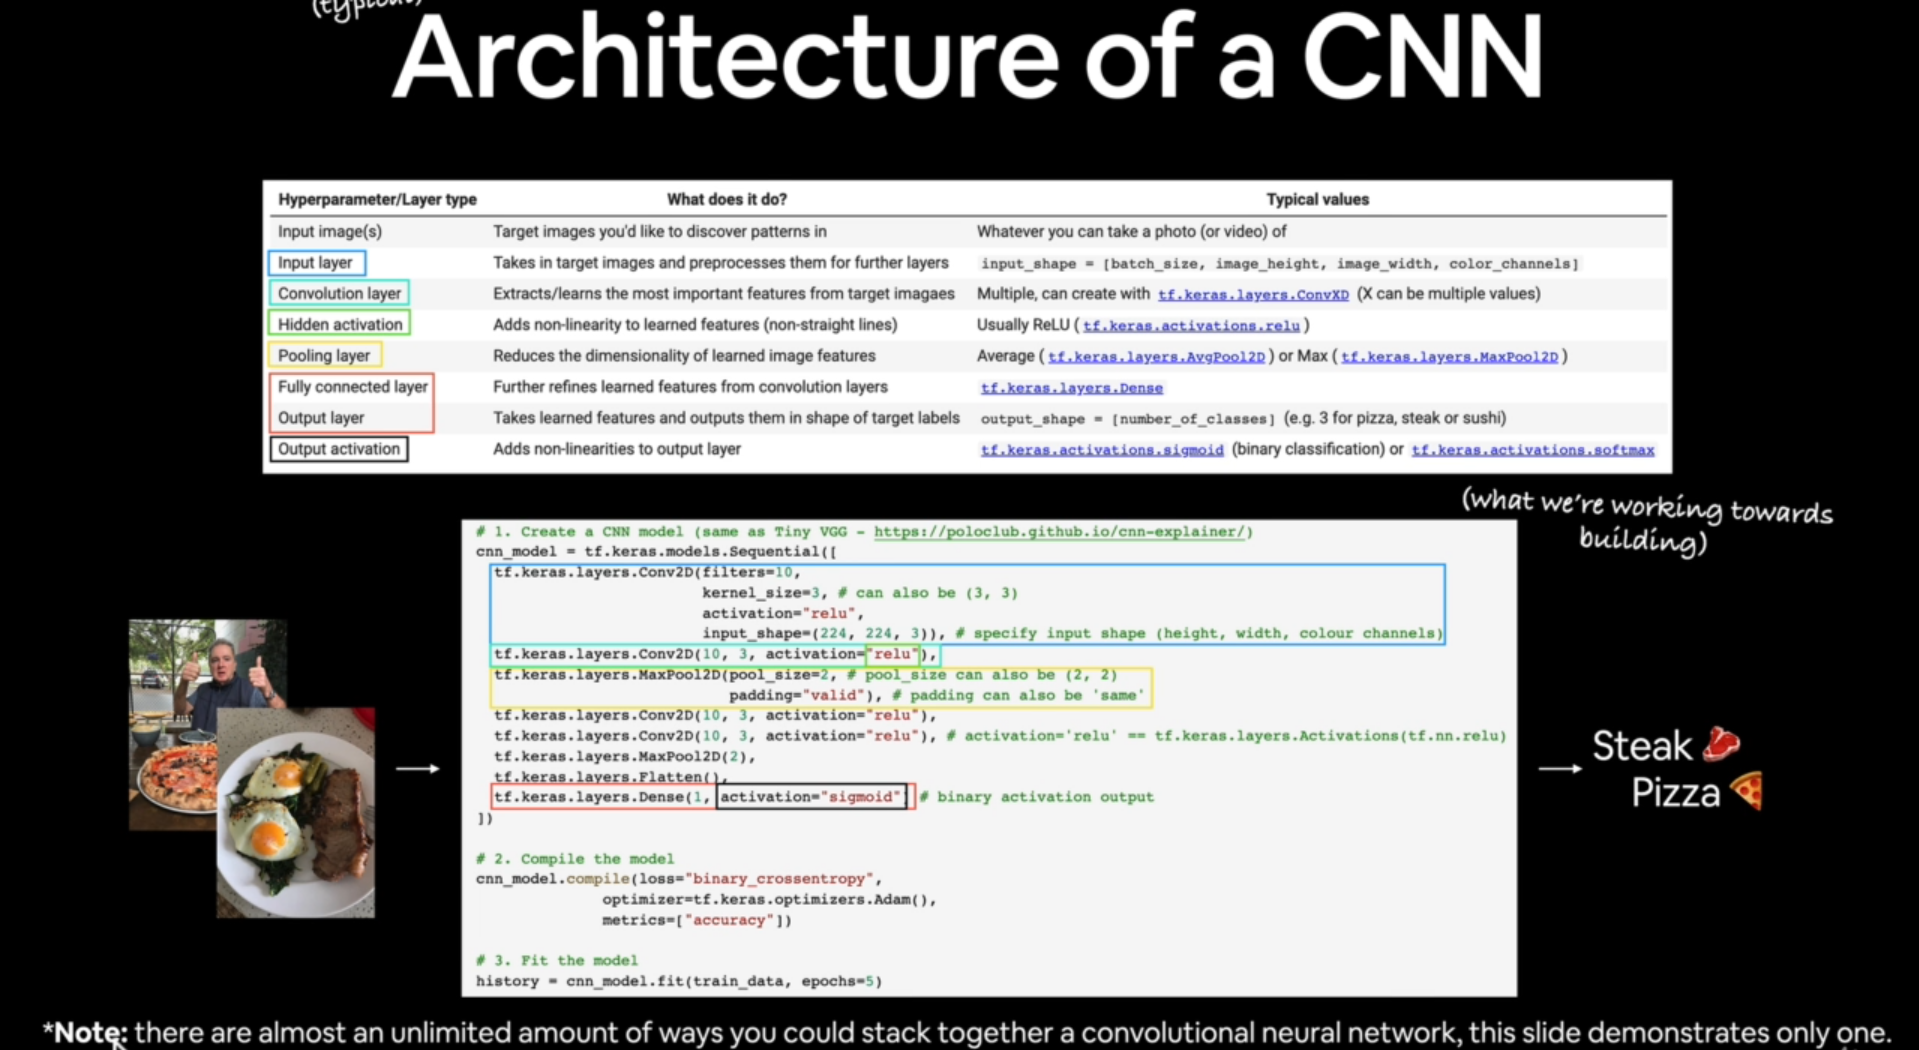 (typical)
Architecture of a CNN
Hyperparameter/Layer type What does it do? Typical values
Input image(s) Target images you'd like to discover patterns in Whatever you can take a photo (or video) of
Input layer Takes in target images and preprocesses them for further layers input_shape = [batch_size, image_height, image_width, color_channels]
Convolution layer Extracts/learns the most important features from target imagaes Multiple, can create with tf.keras.layers.ConvXD (X can be multiple values)
Hidden activation Adds non-linearity to learned features (non-straight lines) Usually ReLU (tf.keras.activations.relu)
Pooling layer Reduces the dimensionality of learned image features Average (tf.keras.layers.AvgPool2D) or Max (tf.keras.layers.MaxPool2D)
Fully connected layer Further refines learned features from convolution layers tf.keras.layers.Dense
Output layer Takes learned features and outputs them in shape of target labels output_shape = [number_of_classes] (e.g. 3 for pizza, steak or sushi)
Output activation Adds non-linearities to output layer tf.keras.activations.sigmoid (binary classification) or tf.keras.activations.softmax
(what we're working towards
building)
# 1. Create a CNN model (same as Tiny VGG - https://poloclub.github.io/cnn-explainer/)
cnn_model = tf.keras.models.Sequential([
tf.keras.layers.Conv2D(filters=10,
kernel_size=3, # can also be (3, 3)
activation="relu",
input_shape=(224, 224, 3)), # specify input shape (height, width, colour channels)
tf.keras.layers.Conv2D(10, 3, activation="relu"),
tf.keras.layers.MaxPool2D(pool_size=2, # pool_size can also be (2, 2)
padding="valid"), # padding can also be 'same'
tf.keras.layers.Conv2D(10, 3, activation="relu"),
tf.keras.layers.Conv2D(10, 3, activation="relu"), # activation='relu' == tf.keras.layers.Activations(tf.nn.relu)
tf.keras.layers.MaxPool2D(2),
tf.keras.layers.Flatten(),
tf.keras.layers.Dense(1, activation="sigmoid") # binary activation output
])
# 2. Compile the model
cnn_model.compile(loss="binary_crossentropy",
optimizer=tf.keras.optimizers.Adam(),
metrics=["accuracy"])
# 3. Fit the model
history = cnn_model.fit(train_data, epochs=5)
Steak
Pizza
*Note: there are almost an unlimited amount of ways you could stack together a convolutional neural network, this slide demonstrates only one.